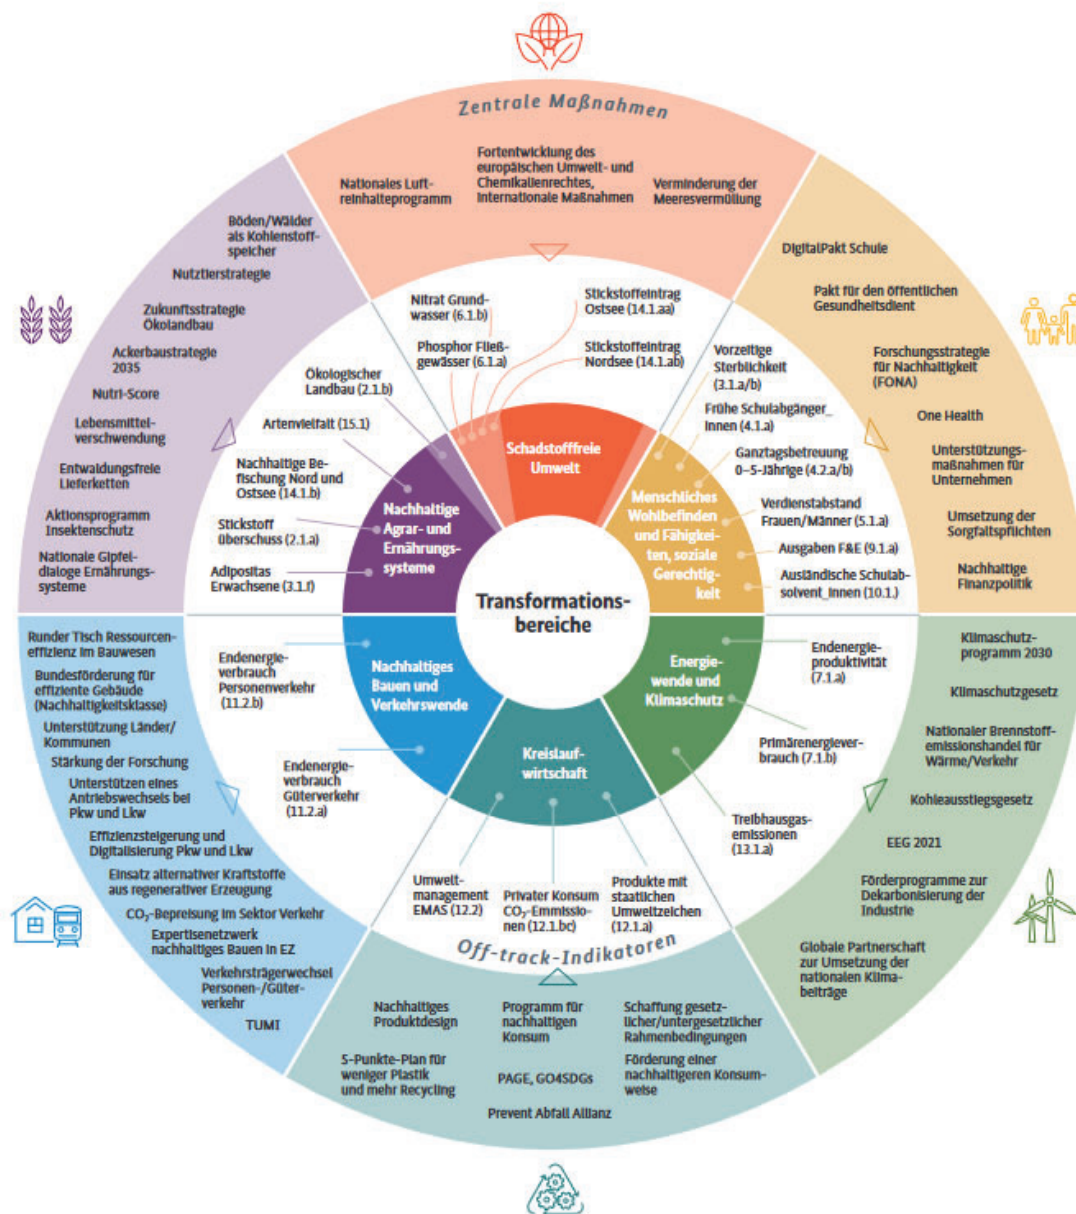 Zentrale Maßnahmen
Nationales Luft-
reinhalteprogramm
Fortentwicklung des
europäischen Umwelt- und
Chemikalienrechtes,
Internationale Maßnahmen
Verminderung der
Meeresvermüllung
Böden/Wälder
als Kohlenstoff-
speicher
Nutztierstrategie
Zukunftsstrategie
Ökolandbau
Ackerbaustrategie
2035
Nutri-Score
Lebensmittel-
verschwendung
Entwaldungsfreie
Lieferketten
Aktionsprogramm
Insektenschutz
Nationale Gipfel-
dialoge Ernährungs-
systeme
DigitalPakt Schule
Pakt für den öffentlichen
Gesundheitsdienst
Forschungsstrategie
für Nachhaltigkeit
(FONA)
One Health
Unterstützungs-
maßnahmen für
Unternehmen
Umsetzung der
Sorgfaltspflichten
Nachhaltige
Finanzpolitik
Nitrat Grund-
wasser (6.1.b)
Phosphor Fließ-
gewässer (6.1.a)
Stickstoffeintrag
Ostsee (14.1.aa)
Stickstoffeintrag
Nordsee (14.1.ab)
Ökologischer
Landbau (2.1.b)
Artenvielfalt (15.1)
Nachhaltige Be-
fischung Nord und
Ostsee (14.1.b)
Stickstoff
überschuss (2.1.a)
Adipositas
Erwachsene (3.1.f)
Vorzeitige
Sterblichkeit
(3.1.a/b)
Frühe Schulabgänger_
innen (4.1.a)
Ganztagsbetreuung
0–5-Jährige (4.2.a/b)
Verdienstabstand
Frauen/Männer (5.1.a)
Ausgaben F&E (9.1.a)
Ausländische Schulab-
solvent_innen (10.1.)
Schadstofffreie
Umwelt
Nachhaltige
Agrar- und
Ernährungs-
systeme
Menschliches
Wohlbefinden
und Fähigkei-
ten, soziale
Gerechtig-
keit
Transformations-
bereiche
Nachhaltiges
Bauen und
Verkehrswende
Energie-
wende und
Klimaschutz
Kreislauf-
wirtschaft
Endenergie-
verbrauch
Personenverkehr
(11.2.b)
Endenergie-
verbrauch
Güterverkehr
(11.2.a)
Endenergie-
produktivität
(7.1.a)
Primärenergiever-
brauch (7.1.b)
Treibhausgas-
emissionen
(13.1.a)
Umwelt-
management
EMAS (12.2)
Privater Konsum
CO₂-Emmissio-
nen (12.1.bc)
Produkte mit
staatlichen
Umweltzeichen
(12.1.a)
Off-track-Indikatoren
Runder Tisch Ressourcen-
effizienz im Bauwesen
Bundesförderung für
effiziente Gebäude
(Nachhaltigkeitsklasse)
Unterstützung Länder/
Kommunen
Stärkung der Forschung
Unterstützen eines
Antriebswechsels bei
Pkw und Lkw
Effizienzsteigerung und
Digitalisierung Pkw und Lkw
Einsatz alternativer Kraftstoffe
aus regenerativer Erzeugung
CO₂-Bepreisung im Sektor Verkehr
Expertisenetzwerk
nachhaltiges Bauen in EZ
Verkehrsträgerwechsel
Personen-/Güter-
verkehr
TUMI
Klimaschutz-
programm 2030
Klimaschutzgesetz
Nationaler Brennstoff-
emissionshandel für
Wärme/Verkehr
Kohleausstiegsgesetz
EEG 2021
Förderprogramme zur
Dekarbonisierung der
Industrie
Globale Partnerschaft
zur Umsetzung der
nationalen Klima-
beiträge
Nachhaltiges
Produktdesign
Programm für
nachhaltigen
Konsum
Schaffung gesetz-
licher/untergesetzlicher
Rahmenbedingungen
5-Punkte-Plan für
weniger Plastik
und mehr Recycling
PAGE, GO4SDGs
Förderung einer
nachhaltigeren Konsum-
weise
Prevent Abfall Allianz